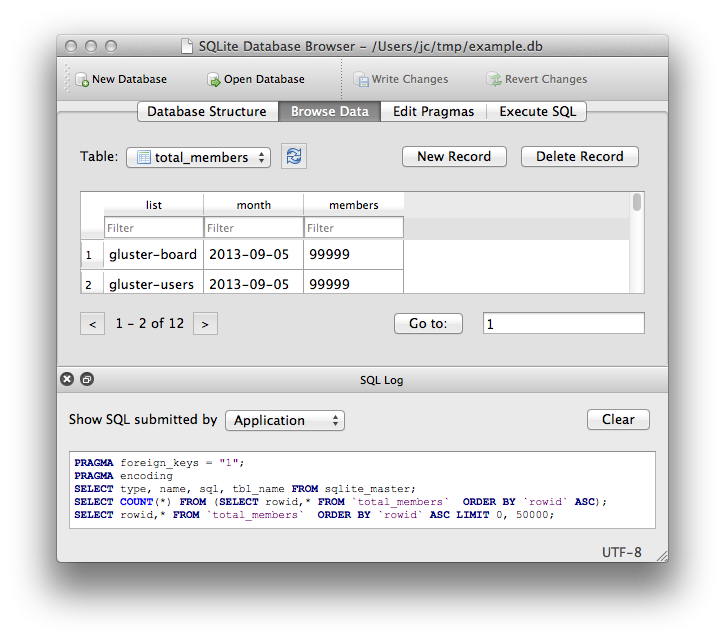 SQLite Database Browser – /Users/jc/tmp/example.db
New Database Open Database Write Changes Revert Changes
Database Structure Browse Data Edit Pragmas Execute SQL
Table: total_members New Record Delete Record
list month members
Filter Filter Filter
1 gluster-board 2013-09-05 99999
2 gluster-users 2013-09-05 99999
< 1 - 2 of 12 > Go to: 1
SQL Log
Show SQL submitted by Application Clear
PRAGMA foreign_keys = "1";
PRAGMA encoding
SELECT type, name, sql, tbl_name FROM sqlite_master;
SELECT COUNT(*) FROM (SELECT rowid,* FROM `total_members`  ORDER BY `rowid` ASC);
SELECT rowid,* FROM `total_members`  ORDER BY `rowid` ASC LIMIT 0, 50000;
UTF-8